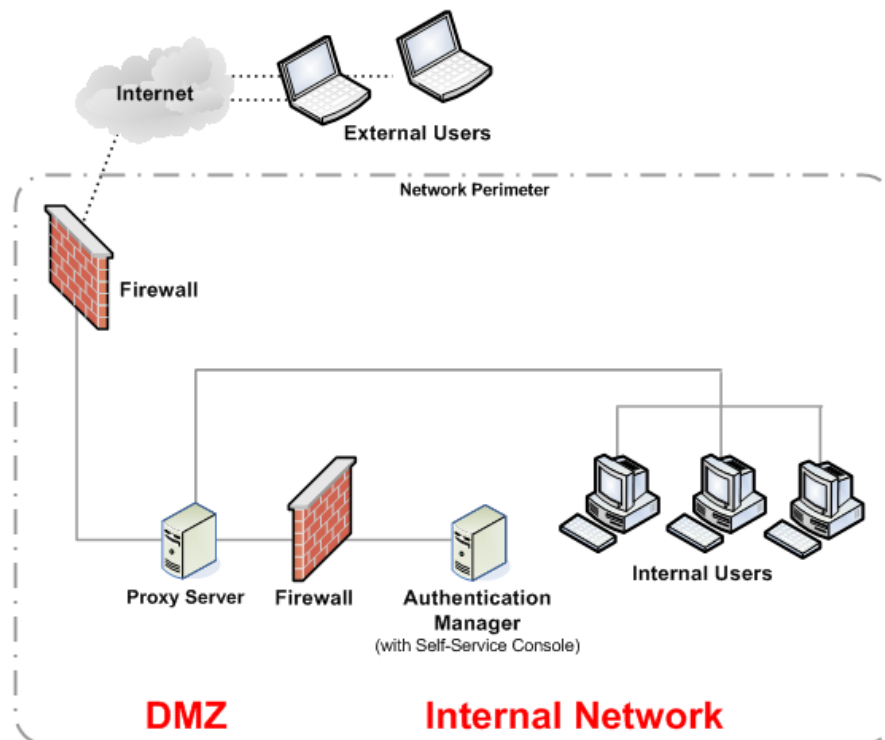 Internet
External Users
Network Perimeter
Firewall
Proxy Server
Firewall
Authentication
Manager
(with Self-Service Console)
Internal Users
DMZ
Internal Network